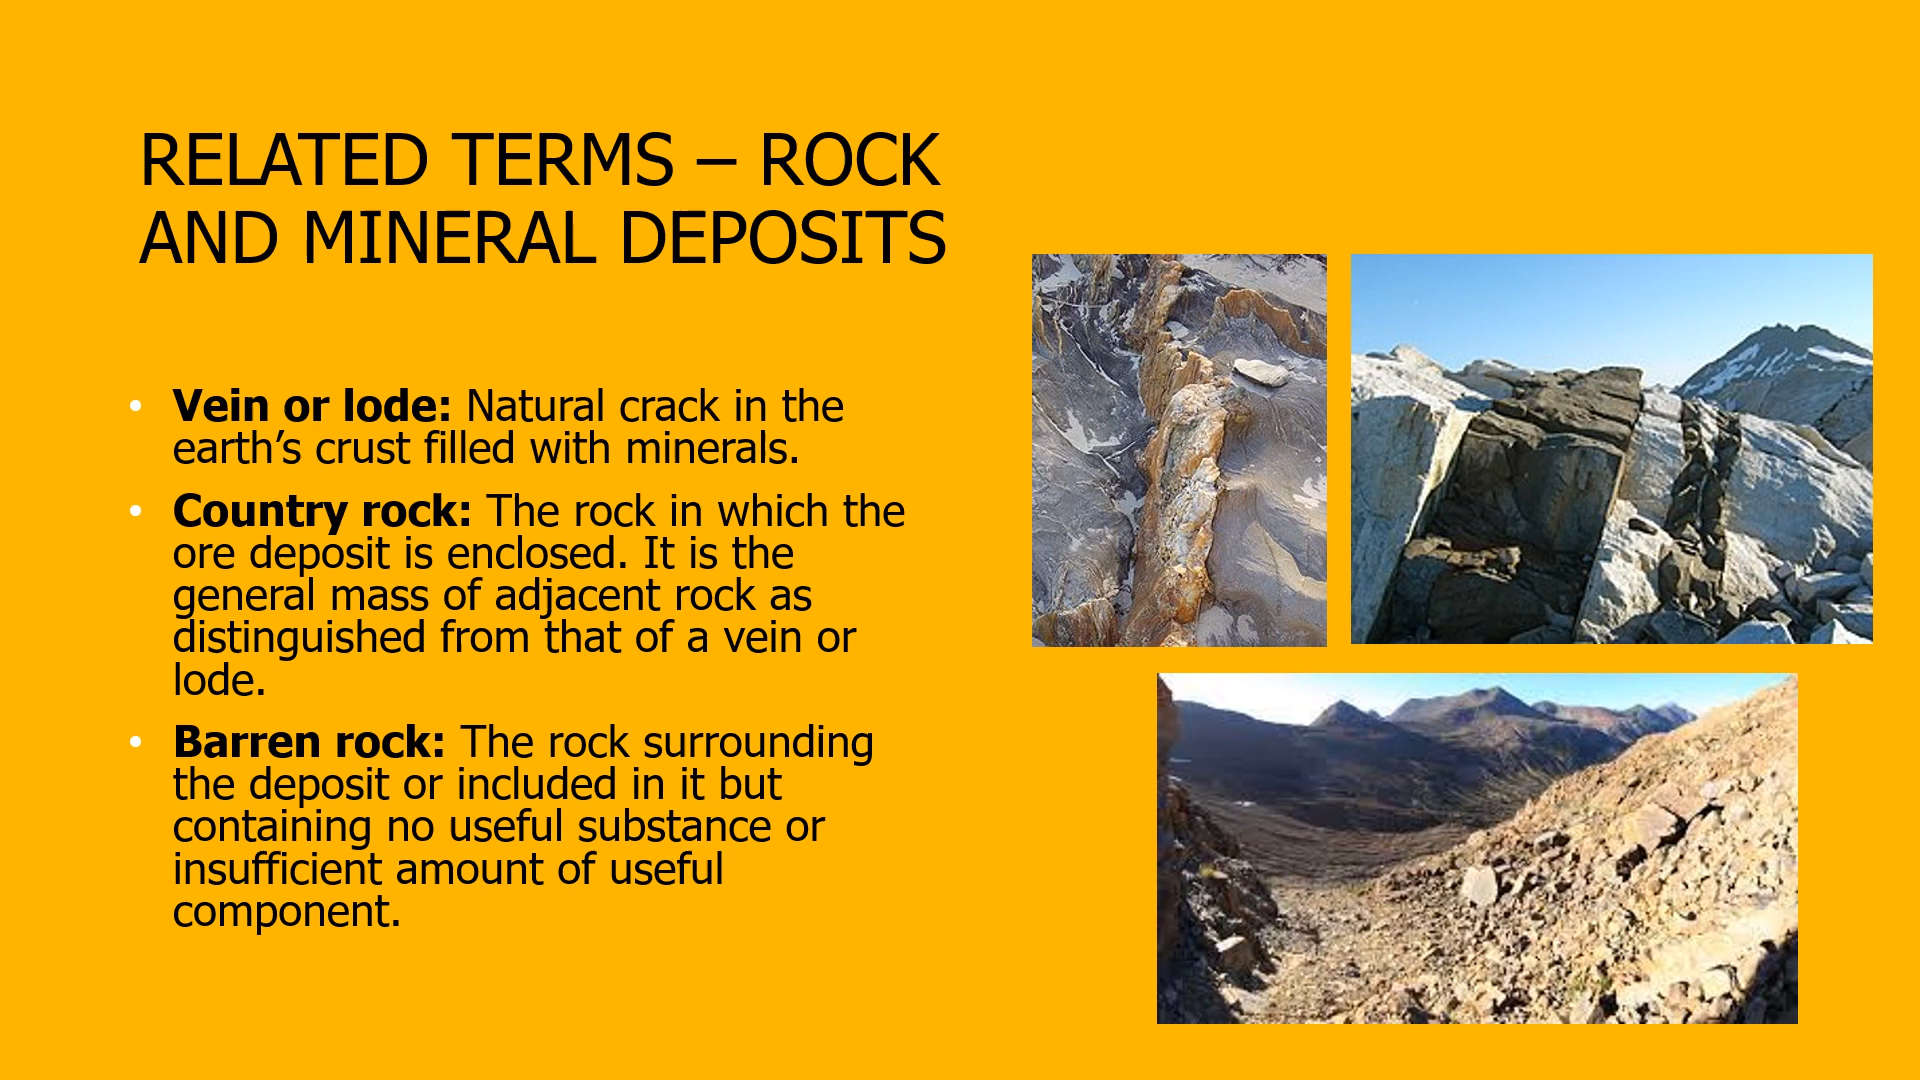 RELATED TERMS – ROCK
AND MINERAL DEPOSITS
• Vein or lode: Natural crack in the
earth’s crust filled with minerals.
• Country rock: The rock in which the
ore deposit is enclosed. It is the
general mass of adjacent rock as
distinguished from that of a vein or
lode.
• Barren rock: The rock surrounding
the deposit or included in it but
containing no useful substance or
insufficient amount of useful
component.